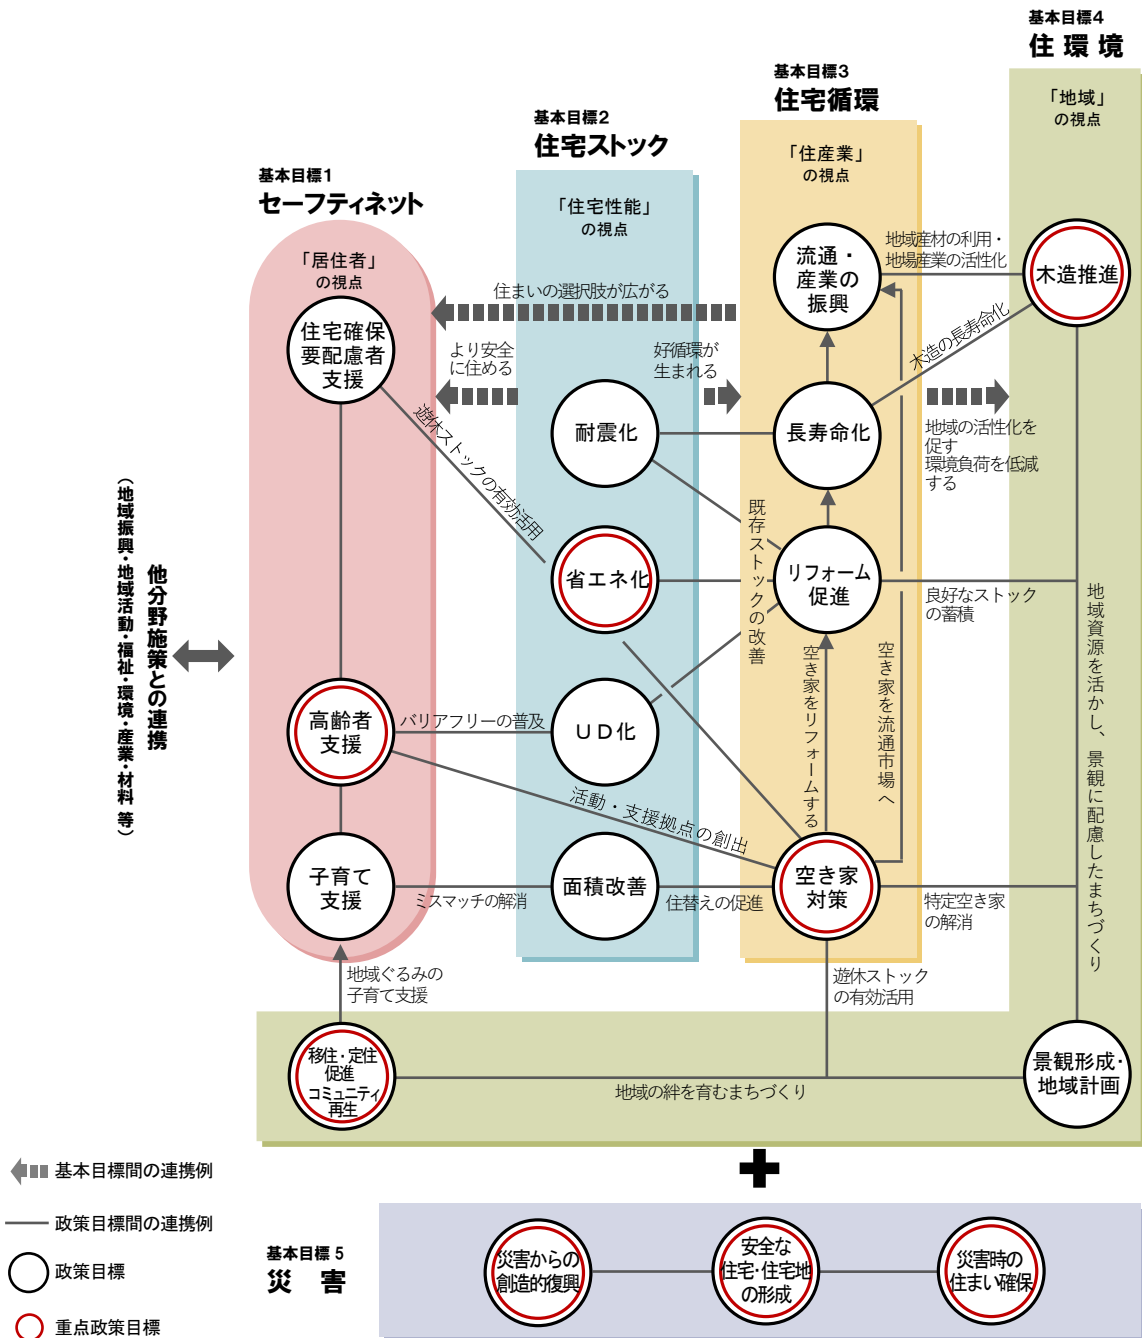 基本目標4
住環境
「地域」
の視点
基本目標3
住宅循環
「住産業」
の視点
基本目標2
住宅ストック
「住宅性能」
の視点
基本目標1
セーフティネット
「居住者」
の視点
流通・
産業の
振興
地域産材の利用・
地場産業の活性化
木造推進
住まいの選択肢が広がる
住宅確保
要配慮者
支援
より安全
に住める
好循環が
生まれる
木造の長寿命化
遊休ストックの有効活用
耐震化
長寿命化
地域の活性化を
促す
環境負荷を低減
する
既存ストックの改善
省エネ化
リフォーム
促進
良好なストック
の蓄積
他分野施策との連携
（地域振興・地域活動・福祉・環境・産業・材料 等）
空き家をリフォームする
空き家を流通市場へ
地域資源を活かし、景観に配慮したまちづくり
高齢者
支援
バリアフリーの普及
UD化
活動・支援拠点の創出
子育て
支援
ミスマッチの解消
面積改善
住替えの促進
空き家
対策
特定空き家
の解消
地域ぐるみの
子育て支援
遊休ストック
の有効活用
移住・定住
促進
コミュニティ
再生
地域の絆を育むまちづくり
景観形成・
地域計画
基本目標間の連携例
政策目標間の連携例
政策目標
重点政策目標
基本目標 5
災害
災害からの
創造的復興
安全な
住宅・住宅地
の形成
災害時の
住まい確保